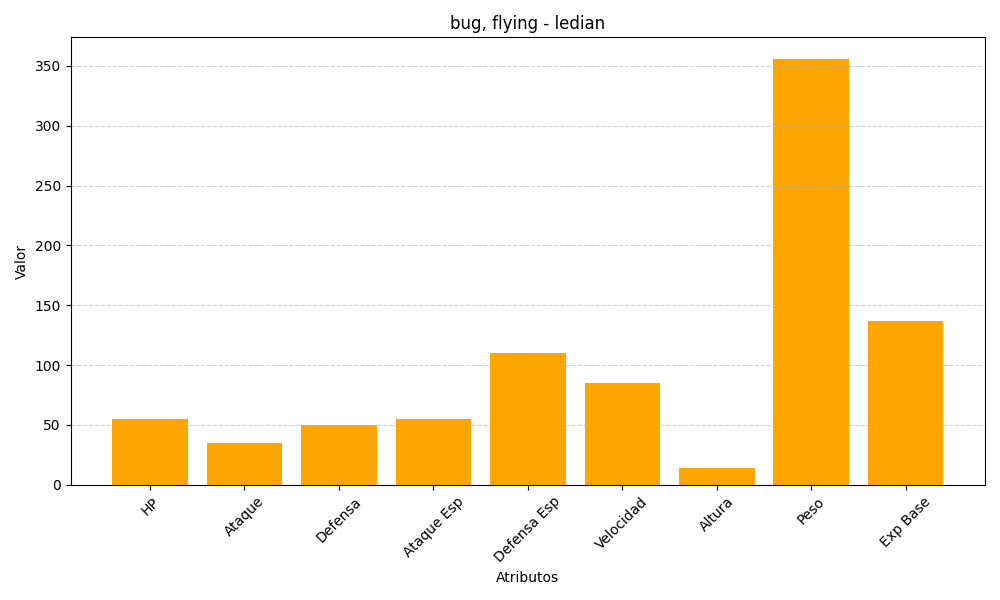 bug, flying - ledian
Valor
350
300
250
200
150
100
50
0
HP
Ataque
Defensa
Ataque Esp
Defensa Esp
Velocidad
Altura
Peso
Exp Base
Atributos